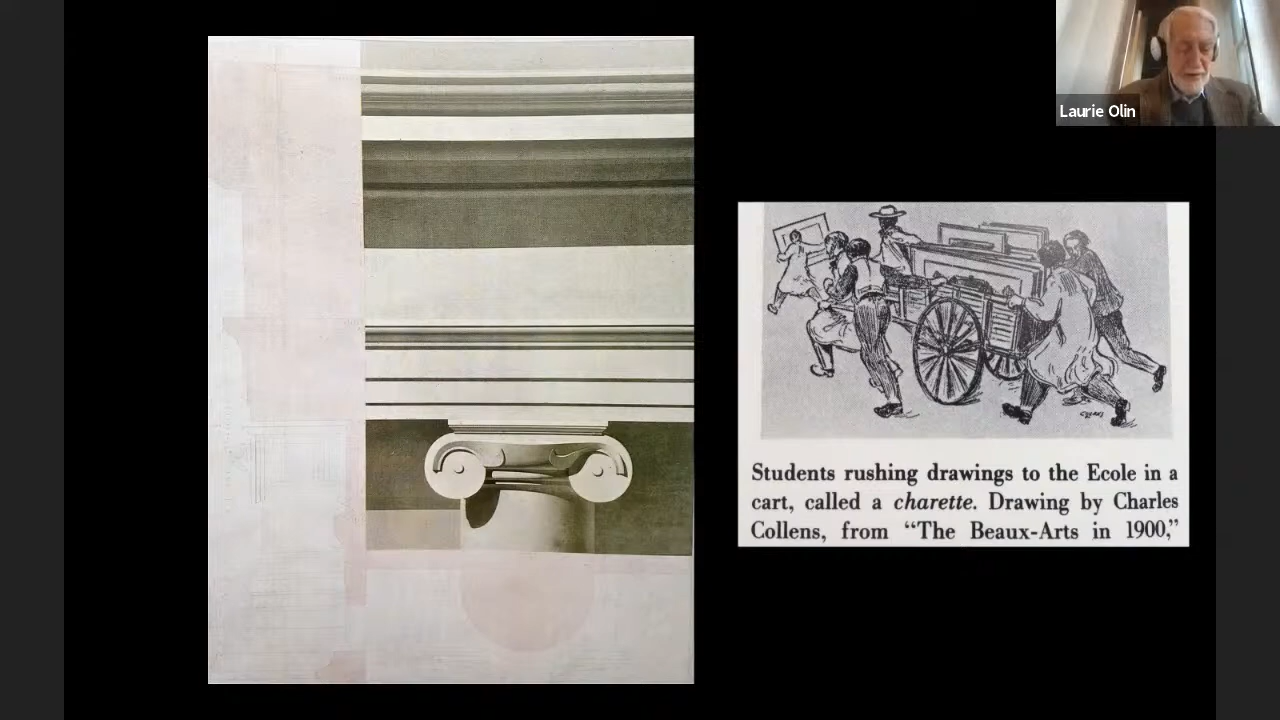 Laurie Olin
Students rushing drawings to the Ecole in a
cart, called a charette. Drawing by Charles
Collens, from “The Beaux-Arts in 1900,”